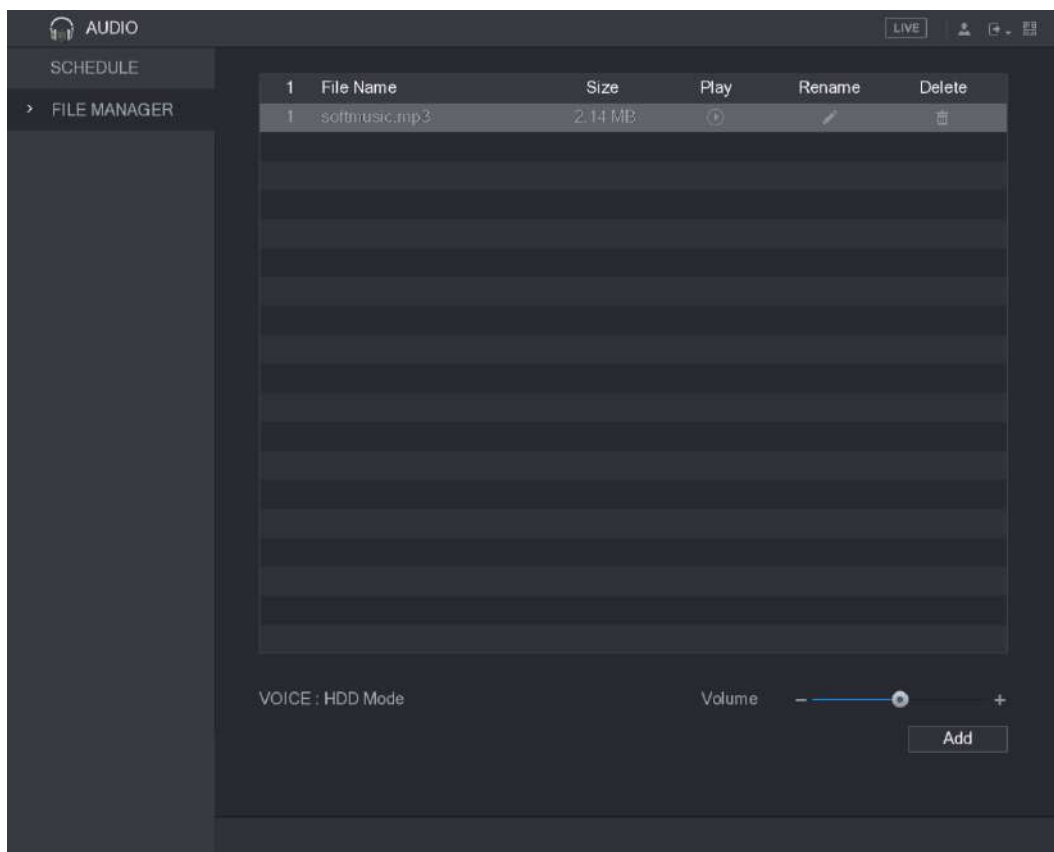 AUDIO LIVE
SCHEDULE
FILE MANAGER
1 File Name Size Play Rename Delete
1 softmusic.mp3 2.14 MB
VOICE : HDD Mode Volume − +
Add